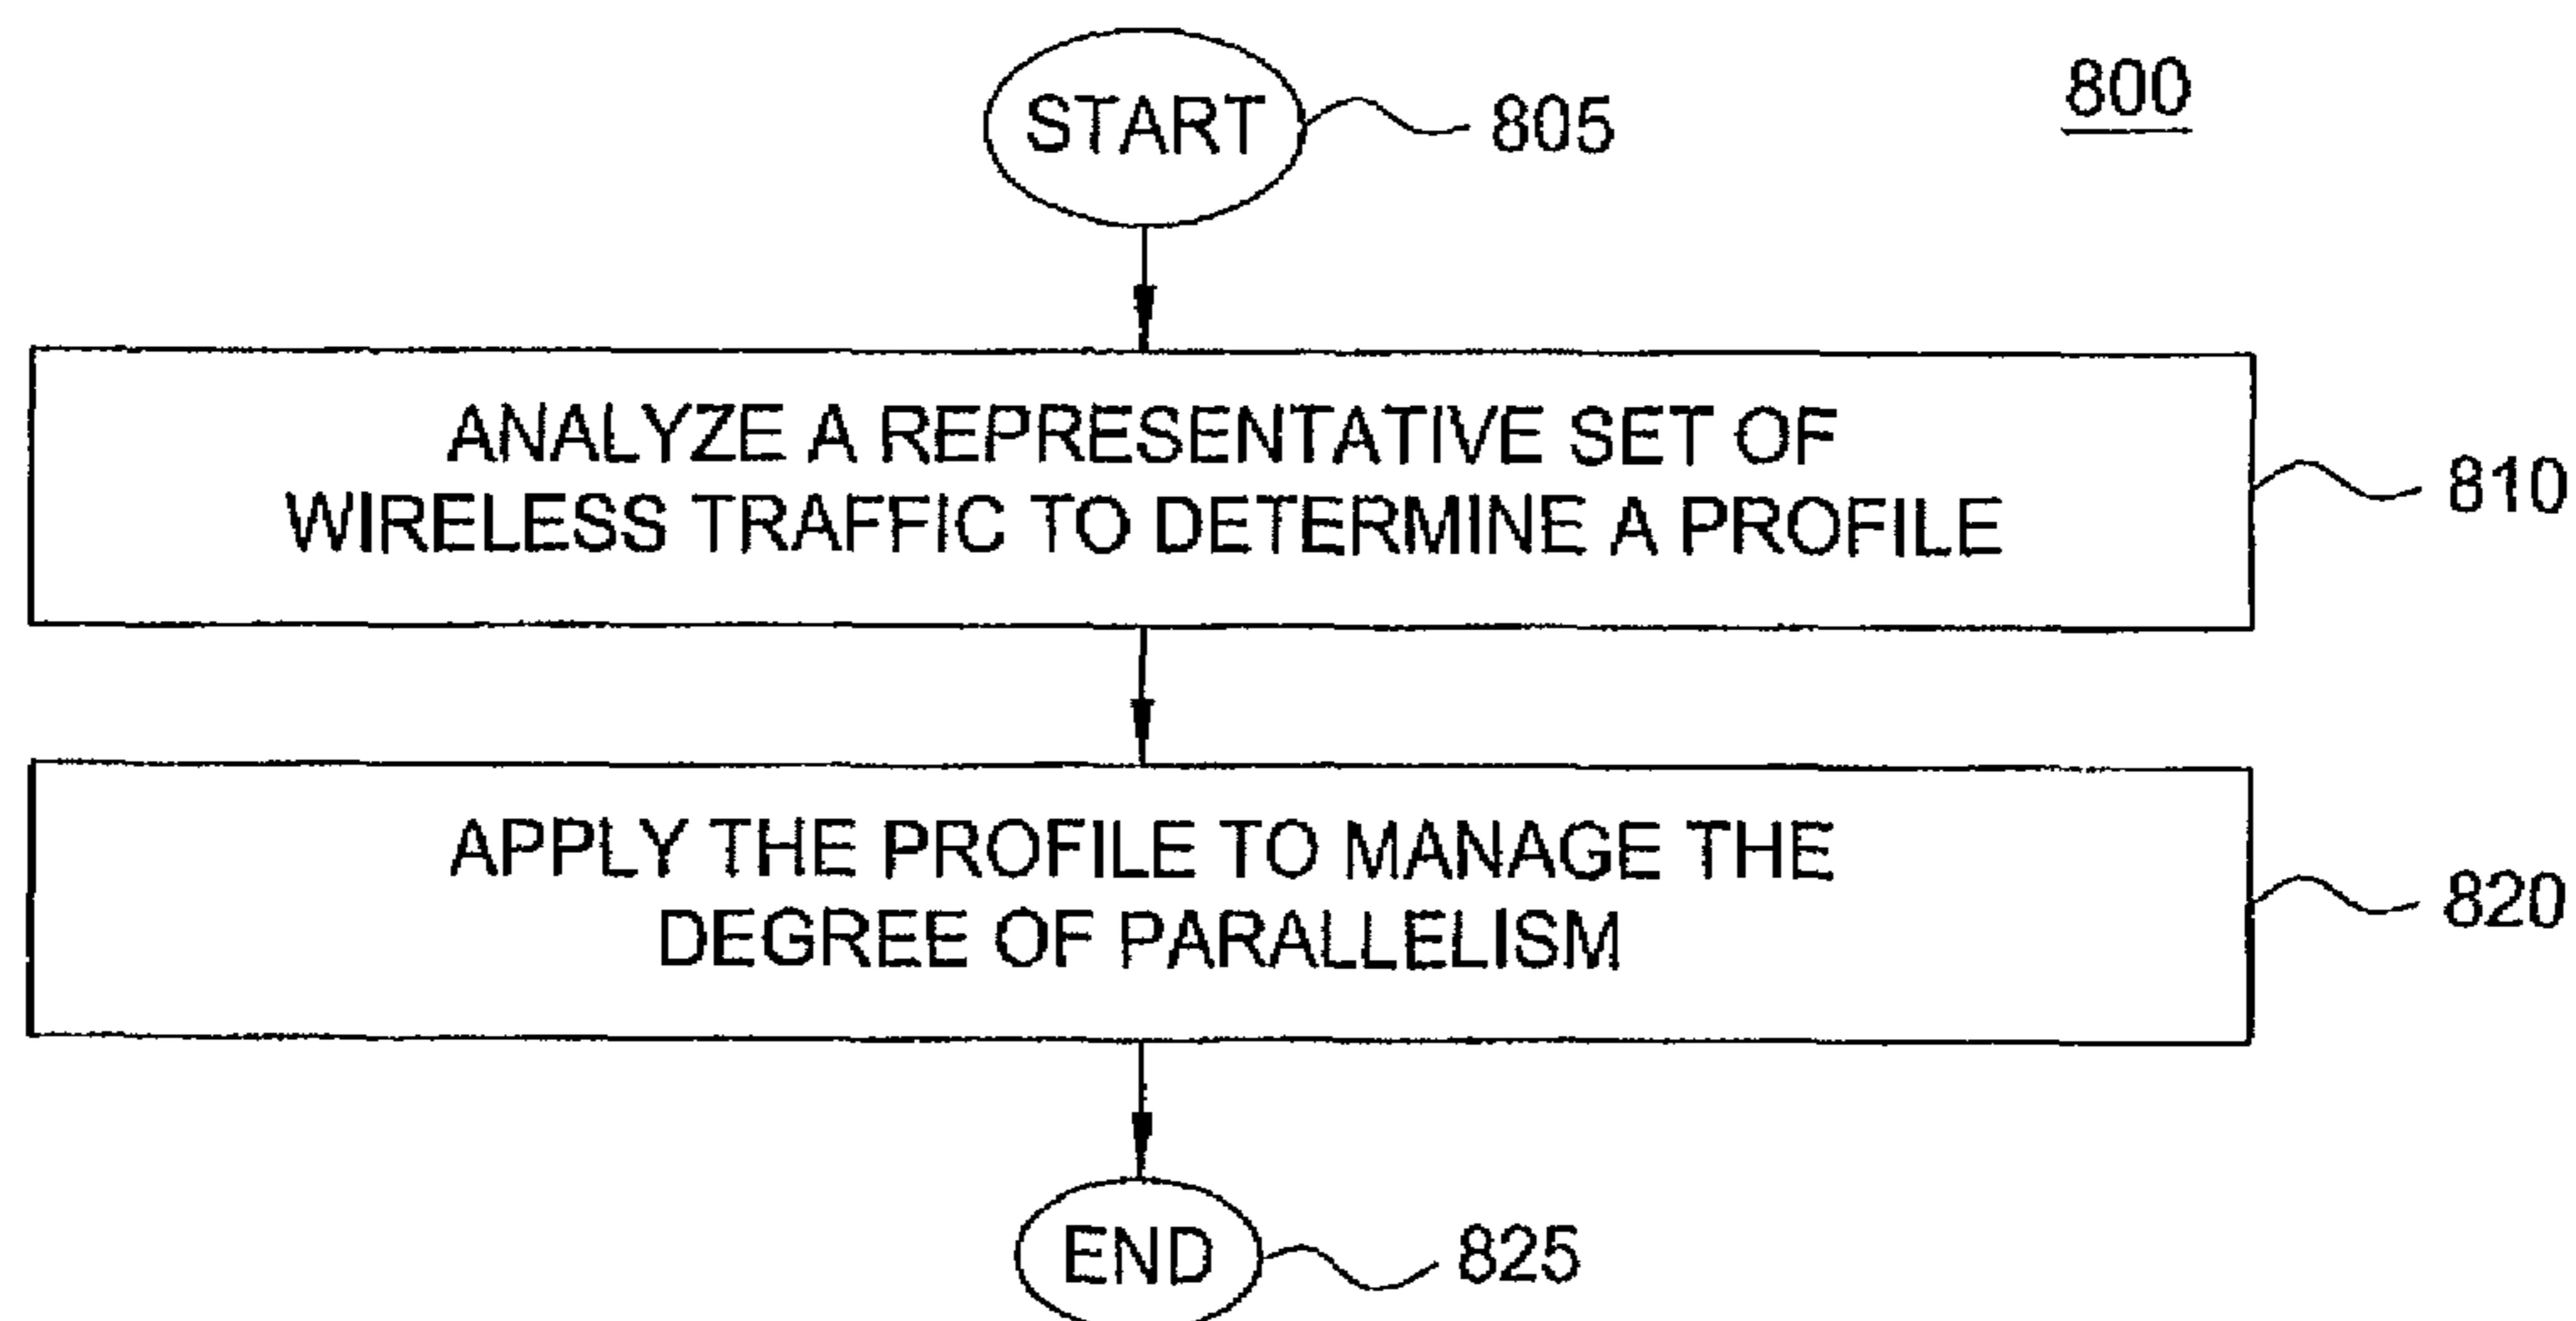 START
805
800
ANALYZE A REPRESENTATIVE SET OF
WIRELESS TRAFFIC TO DETERMINE A PROFILE
810
APPLY THE PROFILE TO MANAGE THE
DEGREE OF PARALLELISM
820
END
825